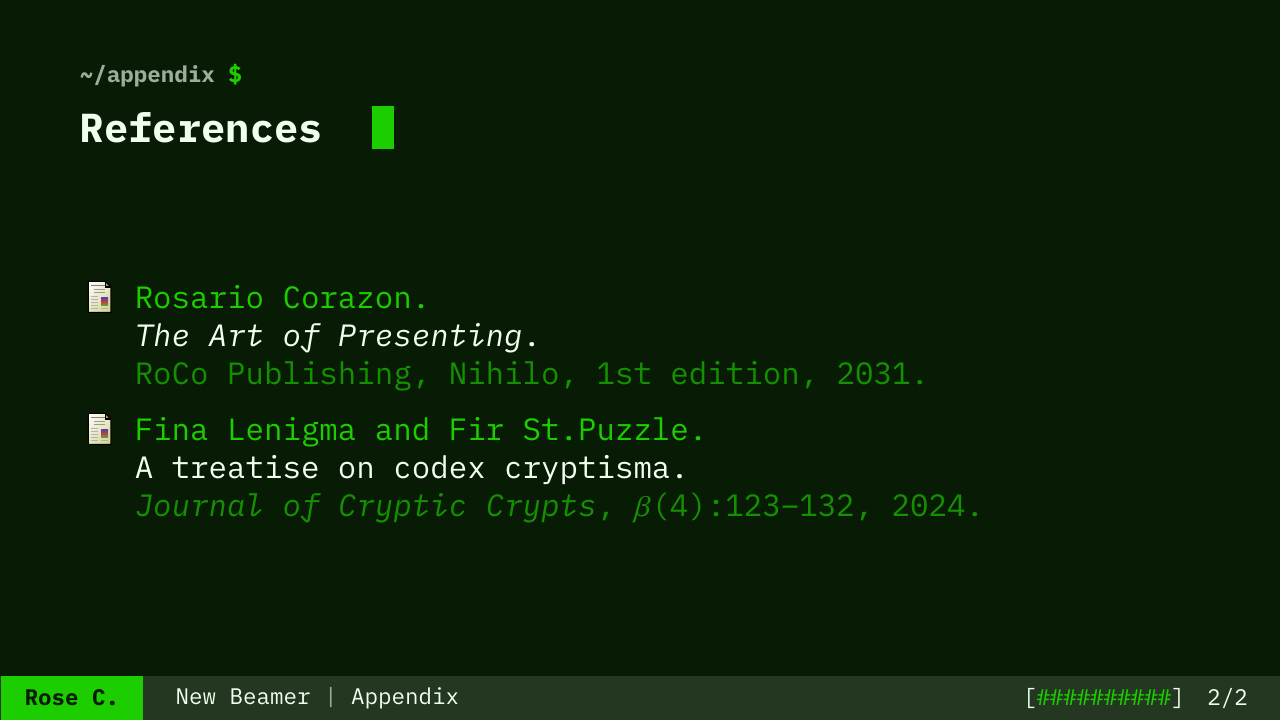 ~/appendix $
References
Rosario Corazon.
The Art of Presenting.
RoCo Publishing, Nihilo, 1st edition, 2031.
Fina Lenigma and Fir St.Puzzle.
A treatise on codex cryptisma.
Journal of Cryptic Crypts, β(4):123–132, 2024.
Rose C. New Beamer | Appendix [##########] 2/2